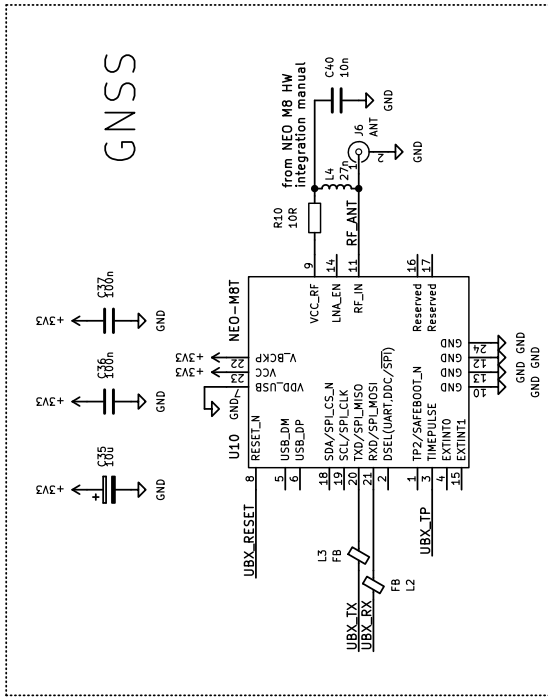 GNSS
from NEO M8 HW
integration manual
C40
10n
GND
J6
ANT
1
2
GND
L4
27n
R10
10R
RF_ANT
C37
100n
+3V3
GND
C36
100n
+3V3
GND
C35
10u
+3V3
+
GND
NEO-M8T
U10
9
VCC_RF
14
LNA_EN
11
RF_IN
16
Reserved
17
Reserved
+3V3
22
V_BCKP
+3V3
23
VCC
7
VDD_USB
GND
GND
24
GND
GND
12
GND
GND
13
GND
GND
10
GND
RESET_N
8
UBX_RESET
USB_DM
5
USB_DP
6
SDA/SPI_CS_N
18
SCL/SPI_CLK
19
TXD/SPI_MISO
20
RXD/SPI_MOSI
21
DSEL(UART,DDC/SPI)
2
TP2/SAFEBOOT_N
1
TIMEPULSE
3
UBX_TP
EXTINT0
4
EXTINT1
15
L3
FB
FB
L2
UBX_TX
UBX_RX